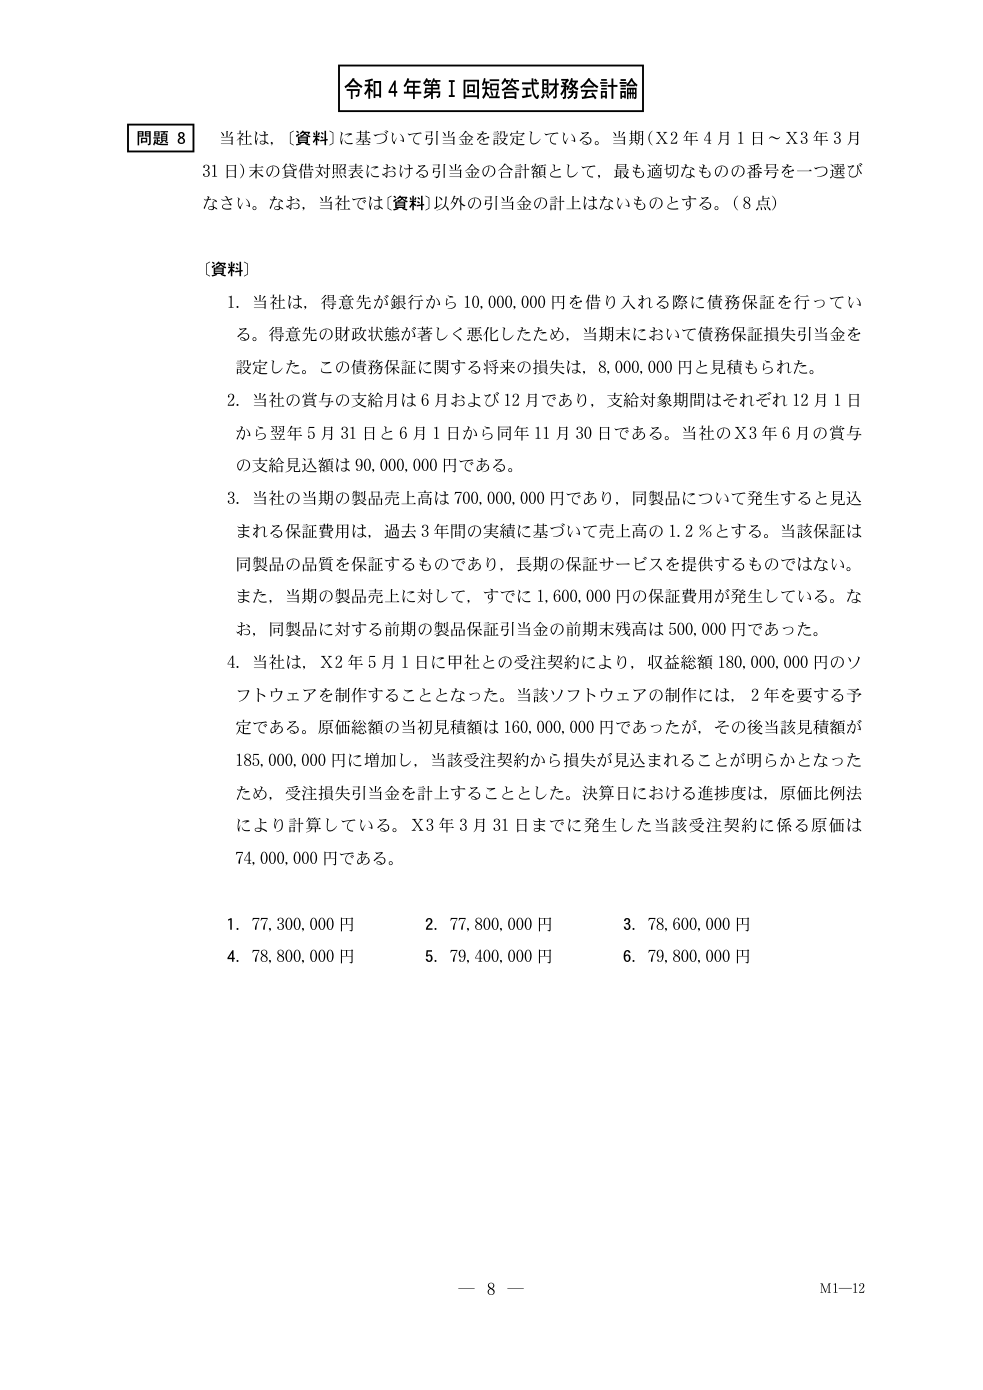 令和4年第Ⅰ回短答式財務会計論
問題 8　当社は，〔資料〕に基づいて引当金を設定している。当期(X2年4月1日～X3年3月
31日)末の貸借対照表における引当金の合計額として，最も適切なものの番号を一つ選び
なさい。なお，当社では〔資料〕以外の引当金の計上はないものとする。(8点)
〔資料〕
1．当社は，得意先が銀行から10,000,000円を借り入れる際に債務保証を行ってい
る。得意先の財政状態が著しく悪化したため，当期末において債務保証損失引当金を
設定した。この債務保証に関する将来の損失は，8,000,000円と見積もられた。
2．当社の賞与の支給月は6月および12月であり，支給対象期間はそれぞれ12月1日
から翌年5月31日と6月1日から同年11月30日である。当社のX3年6月の賞与
の支給見込額は90,000,000円である。
3．当社の当期の製品売上高は700,000,000円であり，同製品について発生すると見込
まれる保証費用は，過去3年間の実績に基づいて売上高の1.2％とする。当該保証は
同製品の品質を保証するものであり，長期の保証サービスを提供するものではない。
また，当期の製品売上に対して，すでに1,600,000円の保証費用が発生している。な
お，同製品に対する前期の製品保証引当金の前期末残高は500,000円であった。
4．当社は，X2年5月1日に甲社との受注契約により，収益総額180,000,000円のソ
フトウェアを制作することとなった。当該ソフトウェアの制作には，2年を要する予
定である。原価総額の当初見積額は160,000,000円であったが，その後当該見積額が
185,000,000円に増加し，当該受注契約から損失が見込まれることが明らかとなった
ため，受注損失引当金を計上することとした。決算日における進捗度は，原価比例法
により計算している。X3年3月31日までに発生した当該受注契約に係る原価は
74,000,000円である。
1．77,300,000円　2．77,800,000円　3．78,600,000円
4．78,800,000円　5．79,400,000円　6．79,800,000円
― 8 ―　M1―12